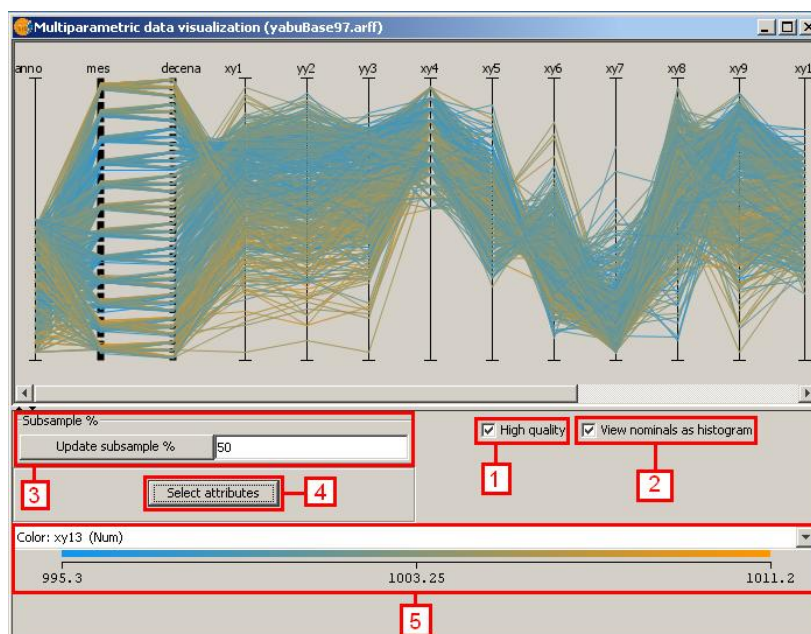 Multiparametric data visualization (yabuBase97.arff)
anno mes decena xy1 yy2 yy3 xy4 xy5 xy6 xy7 xy8 xy9 xy1
Subsample %
Update subsample % 50
High quality
View nominals as histogram
1
2
3
Select attributes
4
Color: xy13 (Num)
995.3 1003.25 1011.2
5